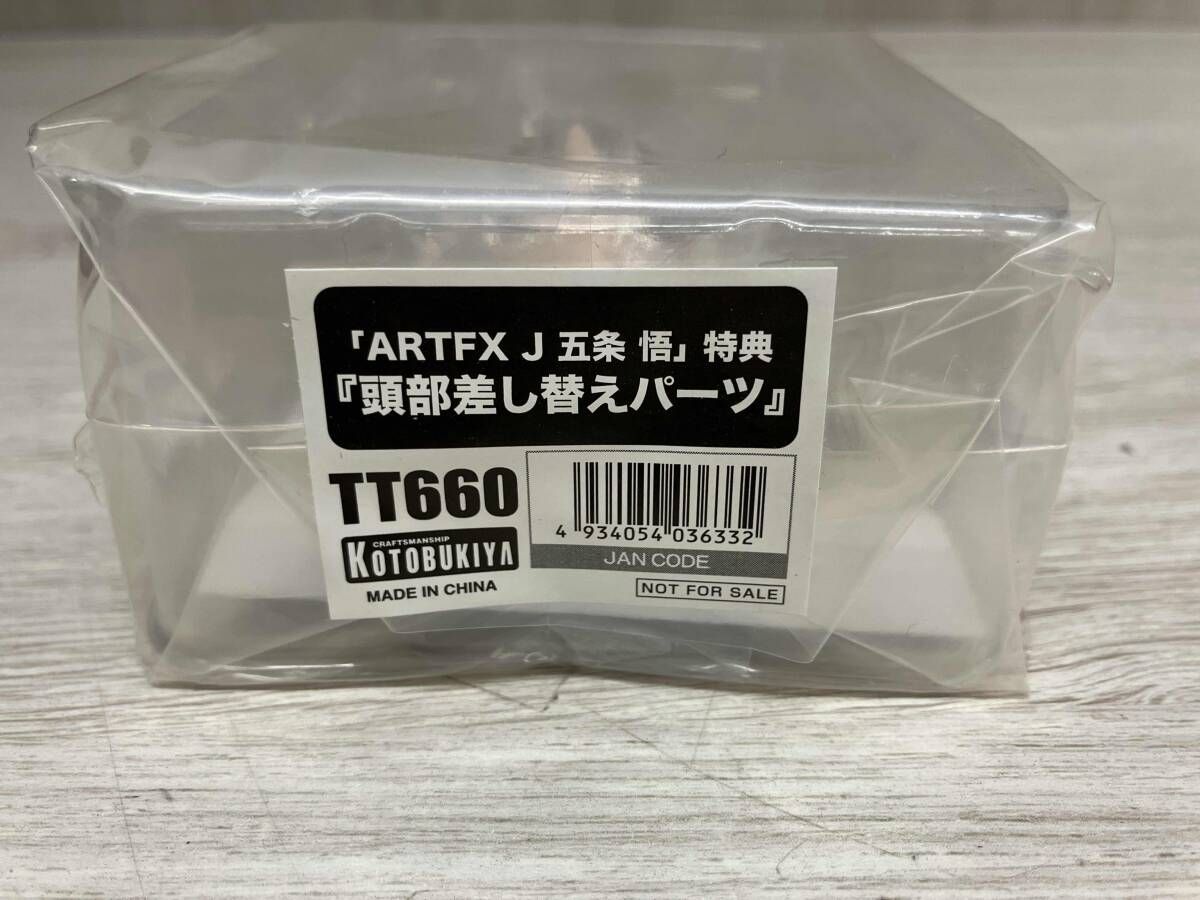 「ARTFX J 五条 悟」特典
『頭部差し替えパーツ』
TT660
CRAFTSMANSHIP
KOTOBUKIYA
MADE IN CHINA
4 934054 036332
JAN CODE
NOT FOR SALE